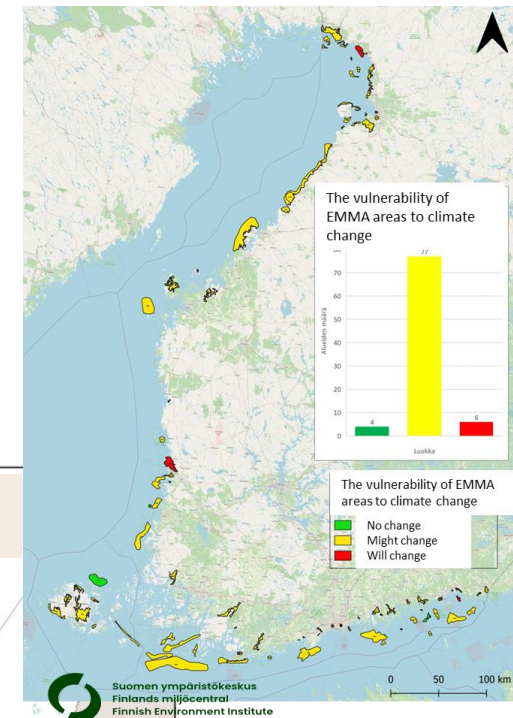 The vulnerability of
EMMA areas to climate
change
80
77
70
60
50
40
30
20
10
0
4
6
Alueiden määrä
Luokka
The vulnerability of EMMA
areas to climate change
No change
Might change
Will change
0 50 100 km
Suomen ympäristökeskus
Finlands miljöcentral
Finnish Environment Institute